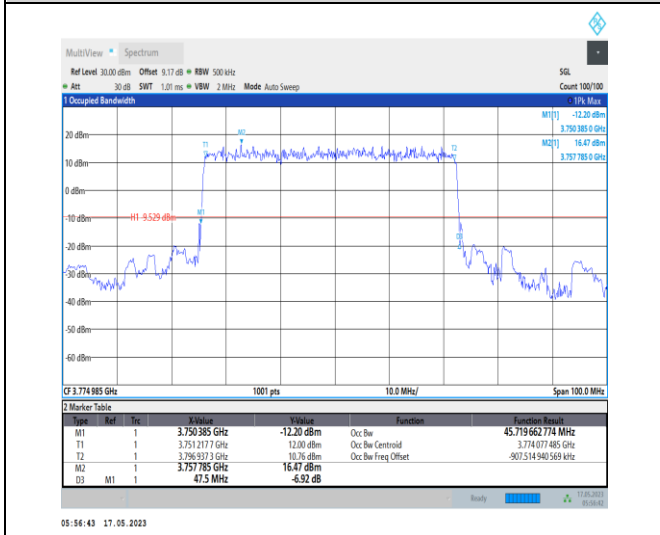 MultiView Spectrum
Ref Level 30.00 dBm Offset 9.17 dB RBW 500 kHz SGL
Att 30 dB SWT 1.01 ms VBW 2 MHz Mode Auto Sweep Count 100/100
1 Occupied Bandwidth 1Pk Max
M1[1] -12.20 dBm
3.750 385 0 GHz
M2[1] 16.47 dBm
3.757 785 0 GHz
20 dBm
M2
T1
T2
10 dBm
0 dBm
M1
-10 dBm H1 -9.529 dBm
D3
-20 dBm
-30 dBm
-40 dBm
-50 dBm
-60 dBm
CF 3.774 985 GHz 1001 pts 10.0 MHz/ Span 100.0 MHz
2 Marker Table
Type Ref Trc X-Value Y-Value Function Function Result
M1 1 3.750 385 GHz -12.20 dBm Occ Bw 45.719 662 774 MHz
T1 1 3.751 217 7 GHz 12.00 dBm Occ Bw Centroid 3.774 077 485 GHz
T2 1 3.796 937 3 GHz 10.76 dBm Occ Bw Freq Offset -907.514 940 569 kHz
M2 1 3.757 785 GHz 16.47 dBm
D3 M1 1 47.5 MHz -6.92 dB
Ready 17.05.2023
05:56:42
05:56:43 17.05.2023